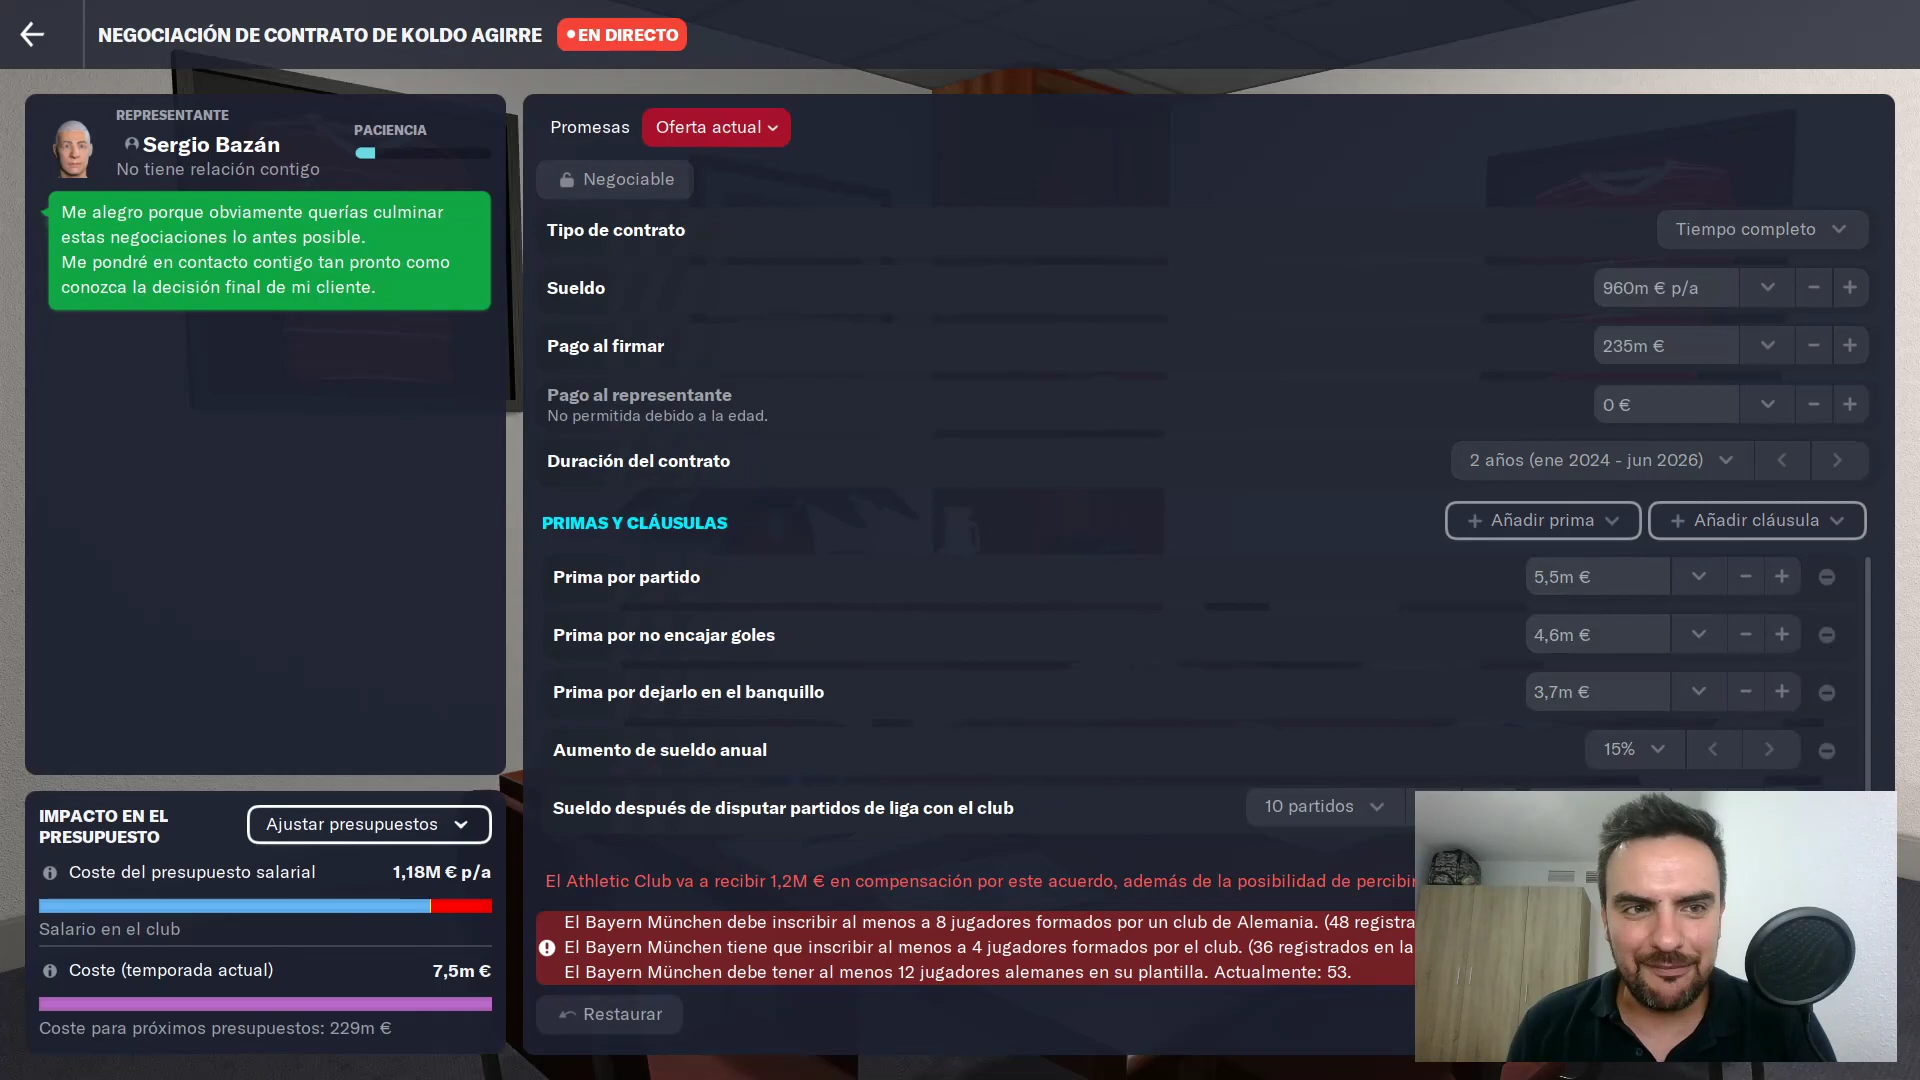 NEGOCIACIÓN DE CONTRATO DE KOLDO AGIRRE
EN DIRECTO
REPRESENTANTE
Sergio Bazán
No tiene relación contigo
PACIENCIA
Me alegro porque obviamente querías culminar
estas negociaciones lo antes posible.
Me pondré en contacto contigo tan pronto como
conozca la decisión final de mi cliente.
Promesas
Oferta actual
Negociable
Tipo de contrato
Tiempo completo
Sueldo
960m € p/a
Pago al firmar
235m €
Pago al representante
No permitida debido a la edad.
0 €
Duración del contrato
2 años (ene 2024 - jun 2026)
PRIMAS Y CLÁUSULAS
Añadir prima
Añadir cláusula
Prima por partido
5,5m €
Prima por no encajar goles
4,6m €
Prima por dejarlo en el banquillo
3,7m €
Aumento de sueldo anual
15%
Sueldo después de disputar partidos de liga con el club
10 partidos
El Athletic Club va a recibir 1,2M € en compensación por este acuerdo, además de la posibilidad de percibir
El Bayern München debe inscribir al menos a 8 jugadores formados por un club de Alemania. (48 registra
El Bayern München tiene que inscribir al menos a 4 jugadores formados por el club. (36 registrados en la
El Bayern München debe tener al menos 12 jugadores alemanes en su plantilla. Actualmente: 53.
Restaurar
IMPACTO EN EL
PRESUPUESTO
Ajustar presupuestos
Coste del presupuesto salarial
1,18M € p/a
Salario en el club
Coste (temporada actual)
7,5m €
Coste para próximos presupuestos: 229m €